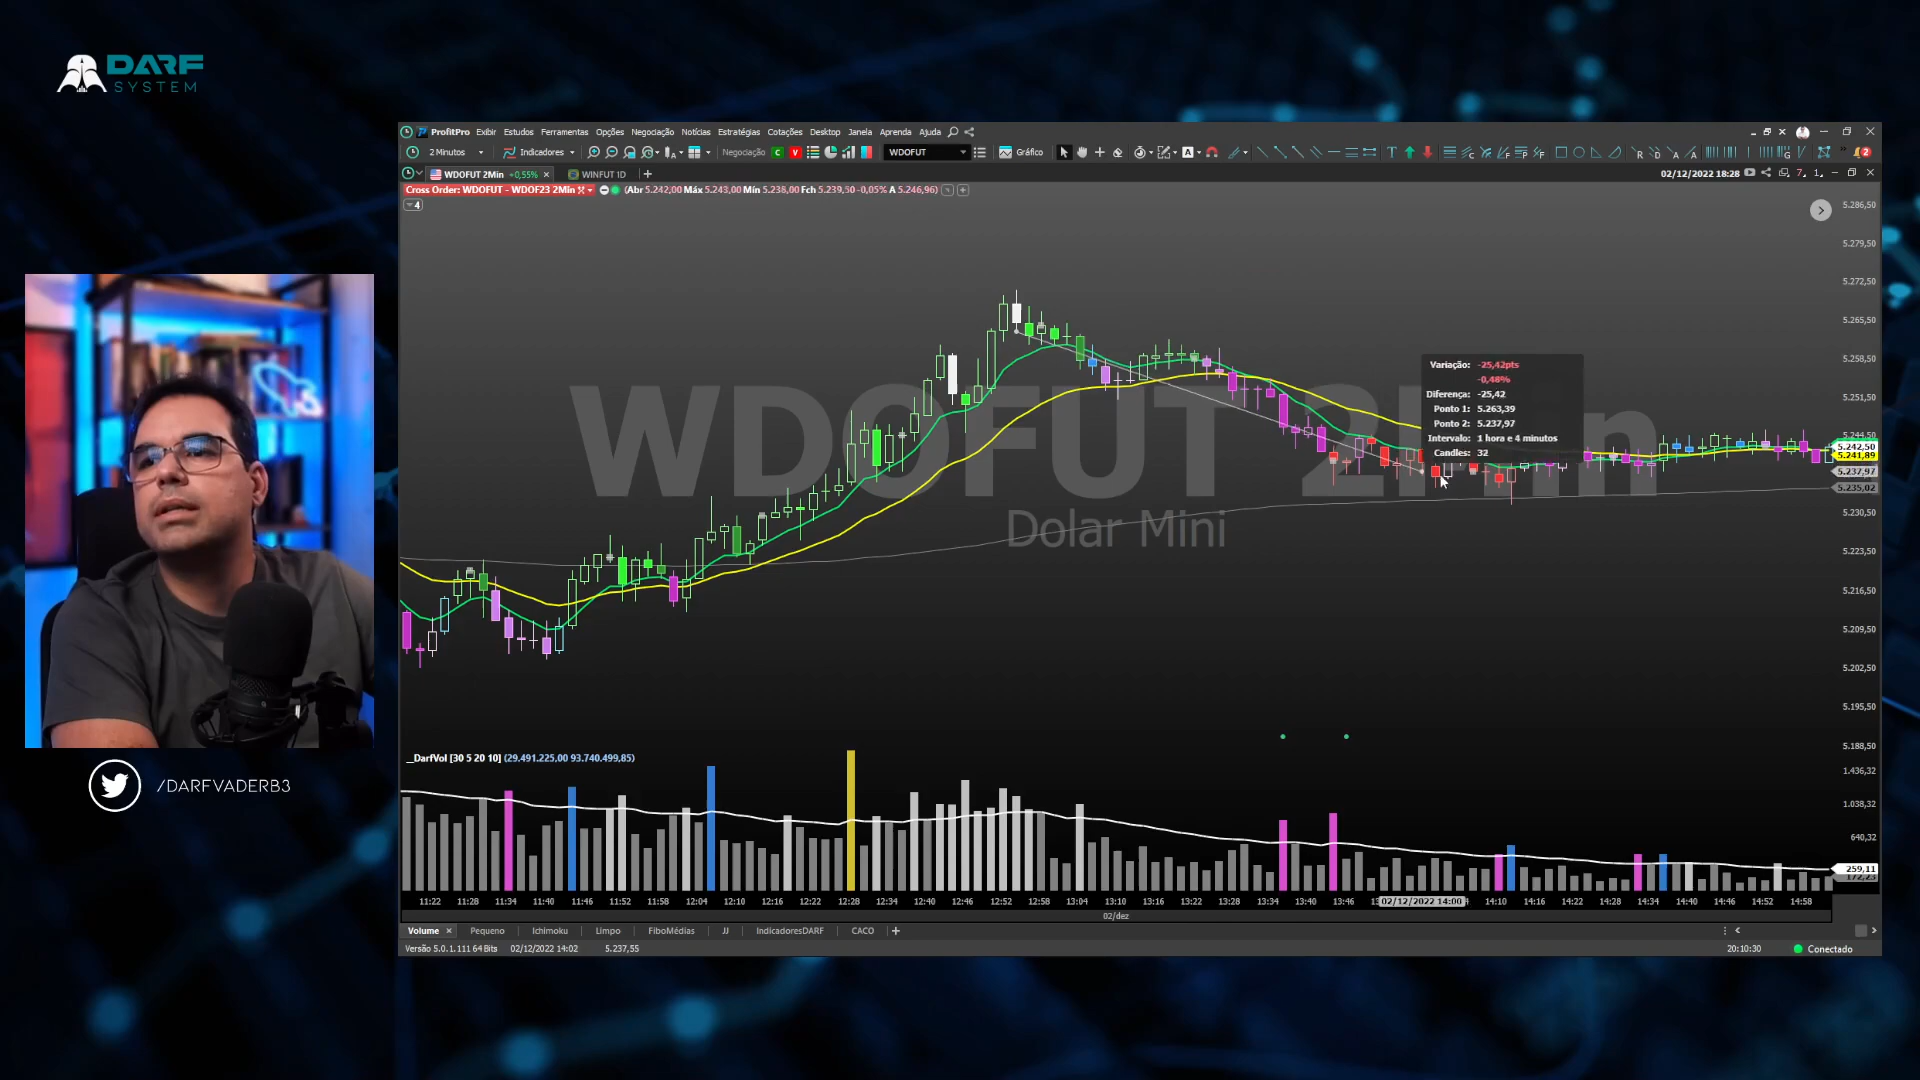 DARF
SYSTEM
ProfitPro Exibir Estudos Ferramentas Opções Negociação Notícias Estratégias Cotações Desktop Janela Aprenda Ajuda
2 Minutos Indicadores Negociação C V WDOFUT Gráfico
WDOFUT 2Min +0,55% WINFUT 1D
02/12/2022 18:28
Cross Order: WDOFUT - WDOF23 2Min (Abr 5.242,00 Máx 5.243,00 Mín 5.238,00 Fch 5.239,50 -0,05% A 5.246,96)
4
5.286,50
5.279,50
5.272,50
5.265,50
5.258,50
5.251,50
5.244,50
5.242,50
5.241,89
5.237,97
5.235,02
5.230,50
5.223,50
5.216,50
5.209,50
5.202,50
5.195,50
5.188,50
WDOFUT 2Min
Dolar Mini
Variação: -25,42pts
-0,48%
Diferença: -25,42
Ponto 1: 5.263,39
Ponto 2: 5.237,97
Intervalo: 1 hora e 4 minutos
Candles: 32
__DarfVol [30 5 20 10] (29.491.225,00 93.740.499,85)
1.436,32
1.038,32
640,32
259,11
172,23
11:22 11:28 11:34 11:40 11:46 11:52 11:58 12:04 12:10 12:16 12:22 12:28 12:34 12:40 12:46 12:52 12:58 13:04 13:10 13:16 13:22 13:28 13:34 13:40 13:46 02/12/2022 14:00 14:10 14:16 14:22 14:28 14:34 14:40 14:46 14:52 14:58
02/dez
Volume Pequeno Ichimoku Limpo FiboMédias JJ IndicadoresDARF CACO
Versão 5.0.1.111 64 Bits 02/12/2022 14:02 5.237,55 20:10:30 Conectado
/DARFVADERB3